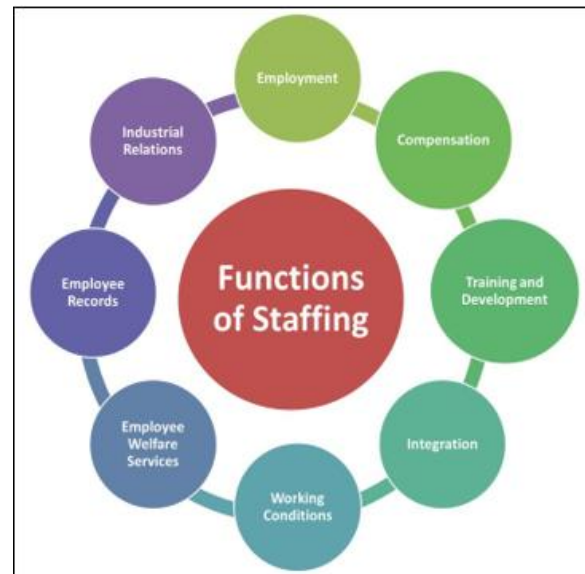 Employment
Compensation
Training and
Development
Integration
Working
Conditions
Employee
Welfare
Services
Employee
Records
Industrial
Relations
Functions
of Staffing